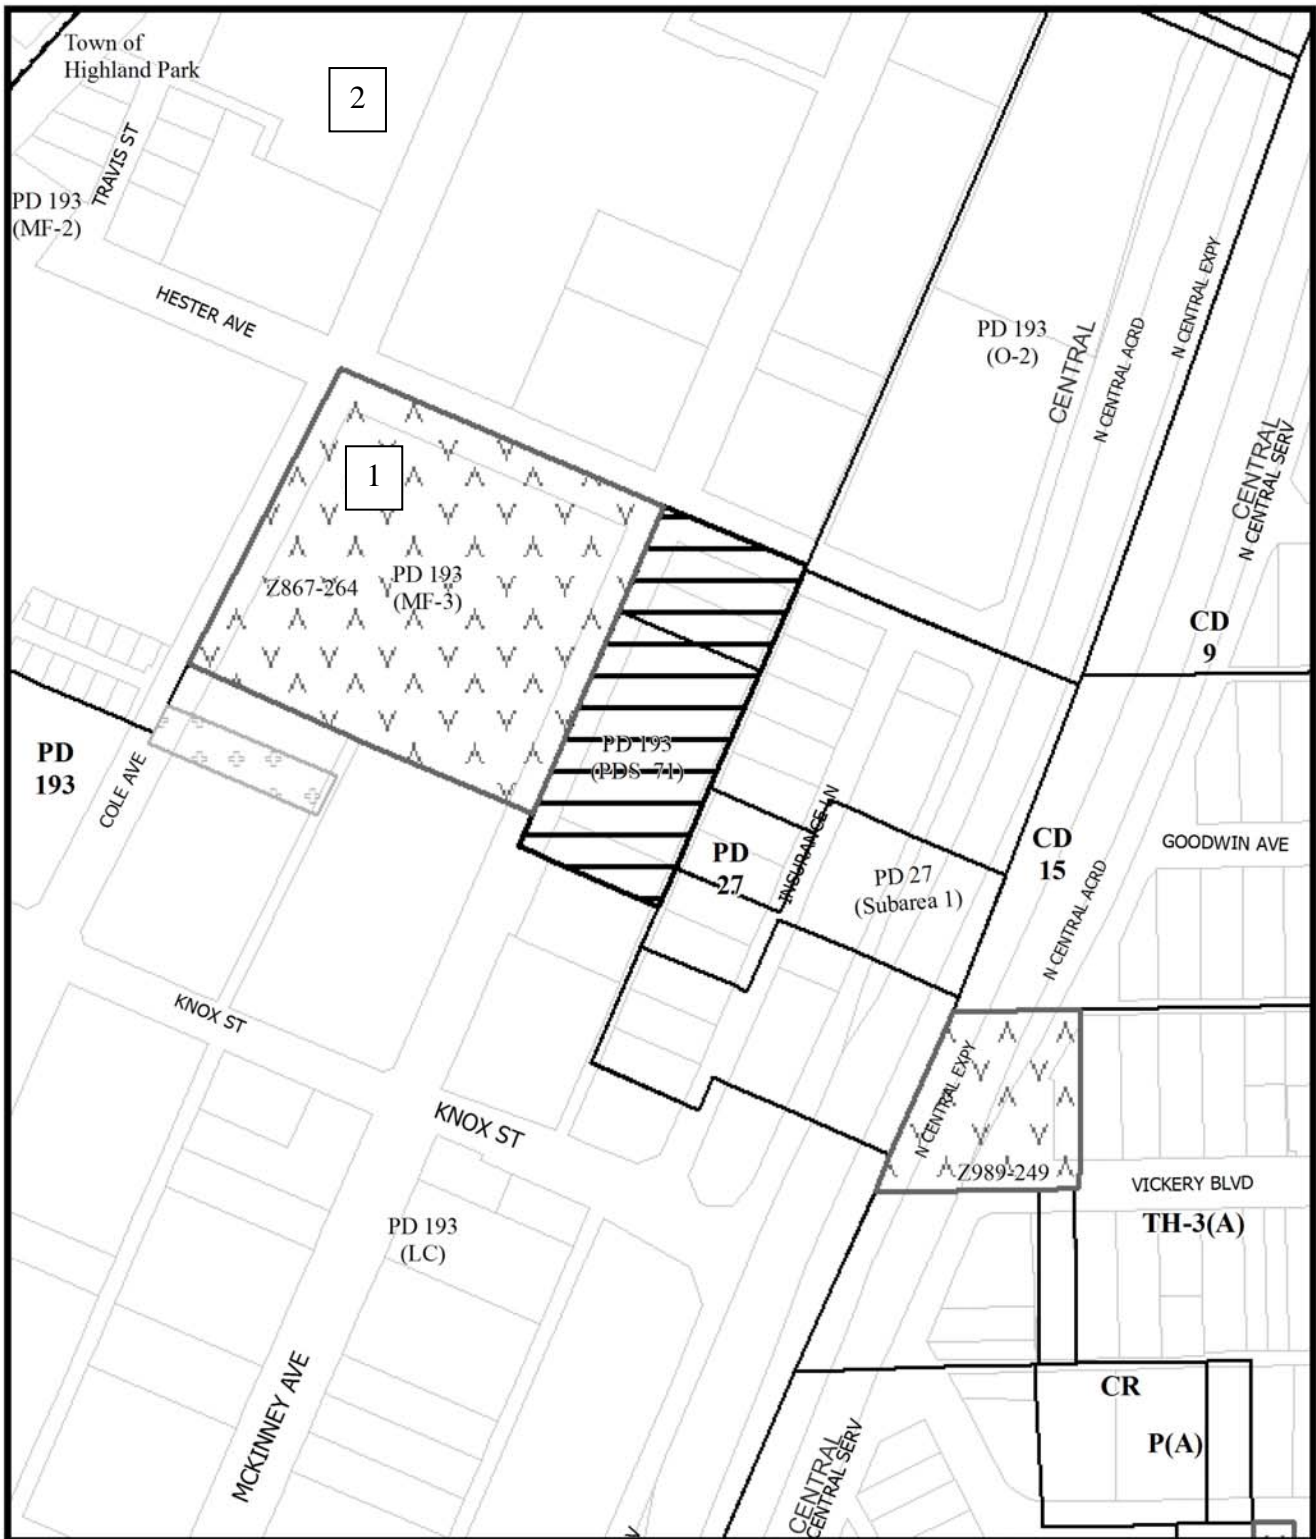 Town of
Highland Park
2
TRAVIS ST
PD 193
(MF-2)
HESTER AVE
PD 193
(O-2)
CENTRAL
N CENTRAL ACRD
N CENTRAL EXPY
CENTRAL
N CENTRAL SERV
1
Z867-264
PD 193
(MF-3)
CD
9
PD
193
COLE AVE
PD 193
(PDS 71)
PD
27
INSURANCE LN
PD 27
(Subarea 1)
CD
15
GOODWIN AVE
N CENTRAL ACRD
KNOX ST
KNOX ST
N CENTRAL EXPY
Z989-249
VICKERY BLVD
TH-3(A)
PD 193
(LC)
MCKINNEY AVE
CR
P(A)
CENTRAL
CENTRAL SERV
V